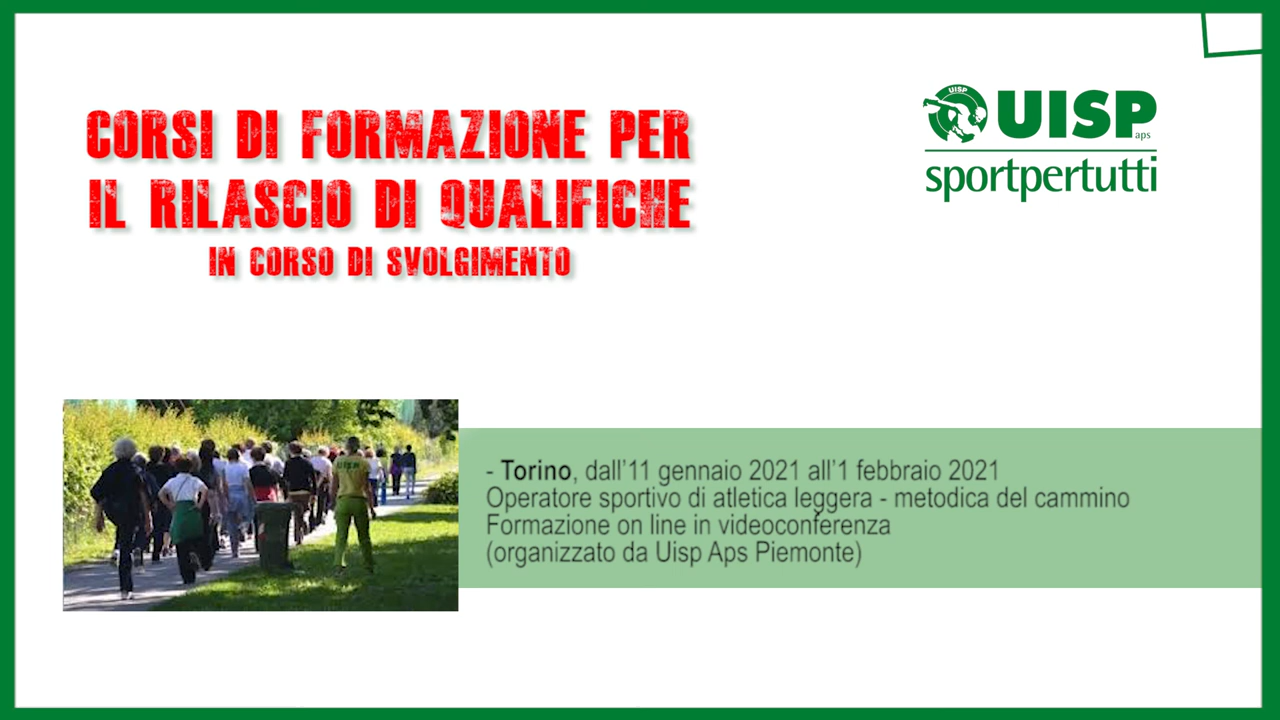 CORSI DI FORMAZIONE PER
IL RILASCIO DI QUALIFICHE
IN CORSO DI SVOLGIMENTO
UISP
UISP
aps
sportpertutti
UISP
- Torino, dall'11 gennaio 2021 all'1 febbraio 2021
Operatore sportivo di atletica leggera - metodica del cammino
Formazione on line in videoconferenza
(organizzato da Uisp Aps Piemonte)